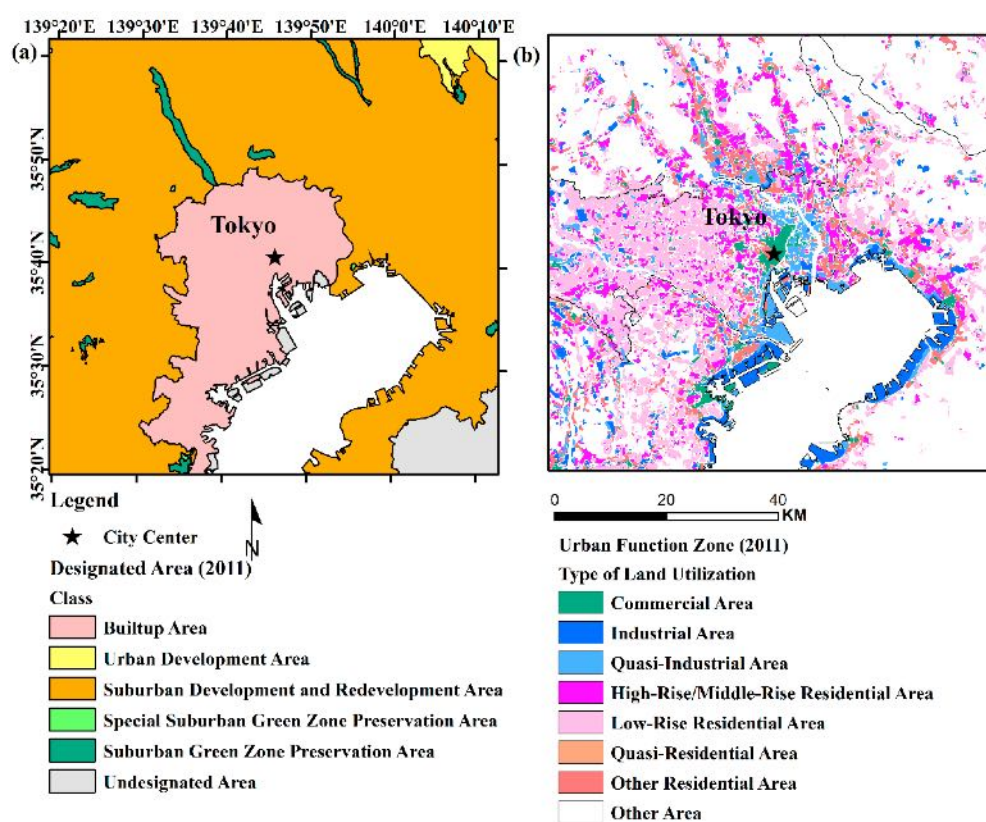 139°20'E 139°30'E 139°40'E 139°50'E 140°0'E 140°10'E
(a)
35°50'N
35°40'N
35°30'N
35°20'N
Tokyo
(b)
Tokyo
Legend
City Center
N
Designated Area (2011)
Class
Builtup Area
Urban Development Area
Suburban Development and Redevelopment Area
Special Suburban Green Zone Preservation Area
Suburban Green Zone Preservation Area
Undesignated Area
0 20 40
KM
Urban Function Zone (2011)
Type of Land Utilization
Commercial Area
Industrial Area
Quasi-Industrial Area
High-Rise/Middle-Rise Residential Area
Low-Rise Residential Area
Quasi-Residential Area
Other Residential Area
Other Area